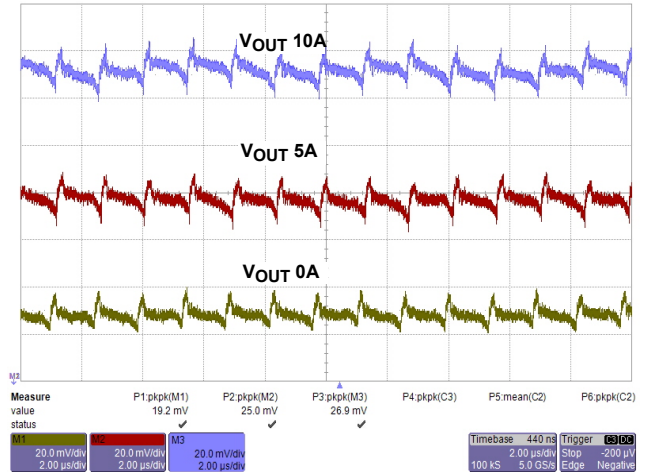 VOUT 10A
VOUT 5A
VOUT 0A
Measure P1:pkpk(M1) P2:pkpk(M2) P3:pkpk(M3) P4:pkpk(C3) P5:mean(C2) P6:pkpk(C2)
value 19.2 mV 25.0 mV 26.9 mV
status
M1 M2 M3 Timebase 440 ns Trigger C3 DC
20.0 mV/div 20.0 mV/div 20.0 mV/div 2.00 µs/div Stop -200 µV
2.00 µs/div 2.00 µs/div 2.00 µs/div 100 kS 5.0 GS/s Edge Negative